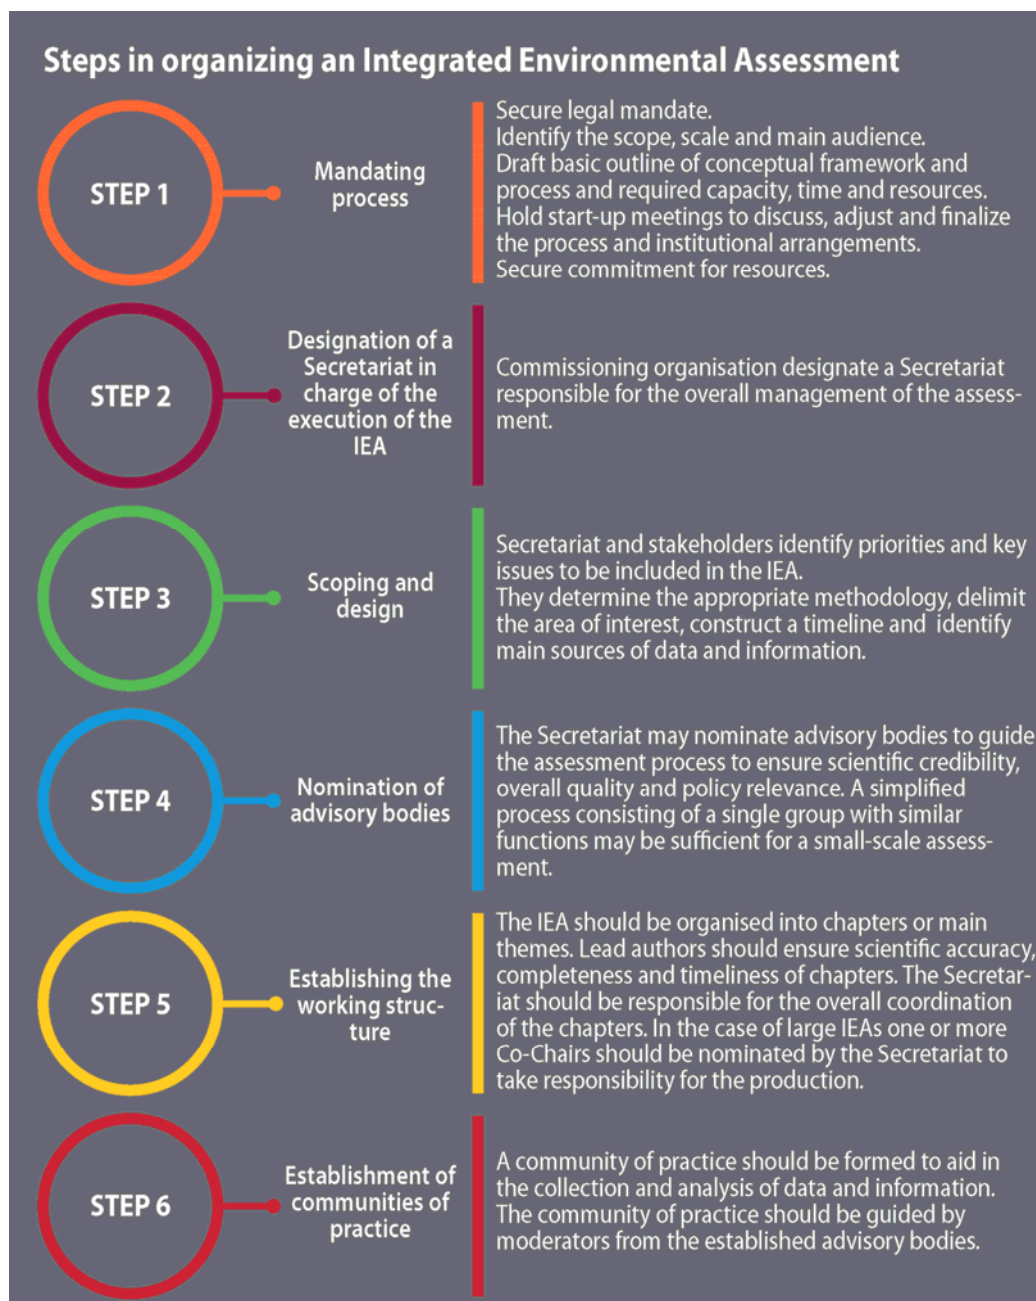 Steps in organizing an Integrated Environmental Assessment
STEP 1
Mandating
process
Secure legal mandate.
Identify the scope, scale and main audience.
Draft basic outline of conceptual framework and
process and required capacity, time and resources.
Hold start-up meetings to discuss, adjust and finalize
the process and institutional arrangements.
Secure commitment for resources.
STEP 2
Designation of a
Secretariat in
charge of the
execution of the
IEA
Commissioning organisation designate a Secretariat
responsible for the overall management of the assess-
ment.
STEP 3
Scoping and
design
Secretariat and stakeholders identify priorities and key
issues to be included in the IEA.
They determine the appropriate methodology, delimit
the area of interest, construct a timeline and identify
main sources of data and information.
STEP 4
Nomination of
advisory bodies
The Secretariat may nominate advisory bodies to guide
the assessment process to ensure scientific credibility,
overall quality and policy relevance. A simplified
process consisting of a single group with similar
functions may be sufficient for a small-scale assess-
ment.
STEP 5
Establishing the
working struc-
ture
The IEA should be organised into chapters or main
themes. Lead authors should ensure scientific accuracy,
completeness and timeliness of chapters. The Secretar-
iat should be responsible for the overall coordination
of the chapters. In the case of large IEAs one or more
Co-Chairs should be nominated by the Secretariat to
take responsibility for the production.
STEP 6
Establishment of
communities of
practice
A community of practice should be formed to aid in
the collection and analysis of data and information.
The community of practice should be guided by
moderators from the established advisory bodies.